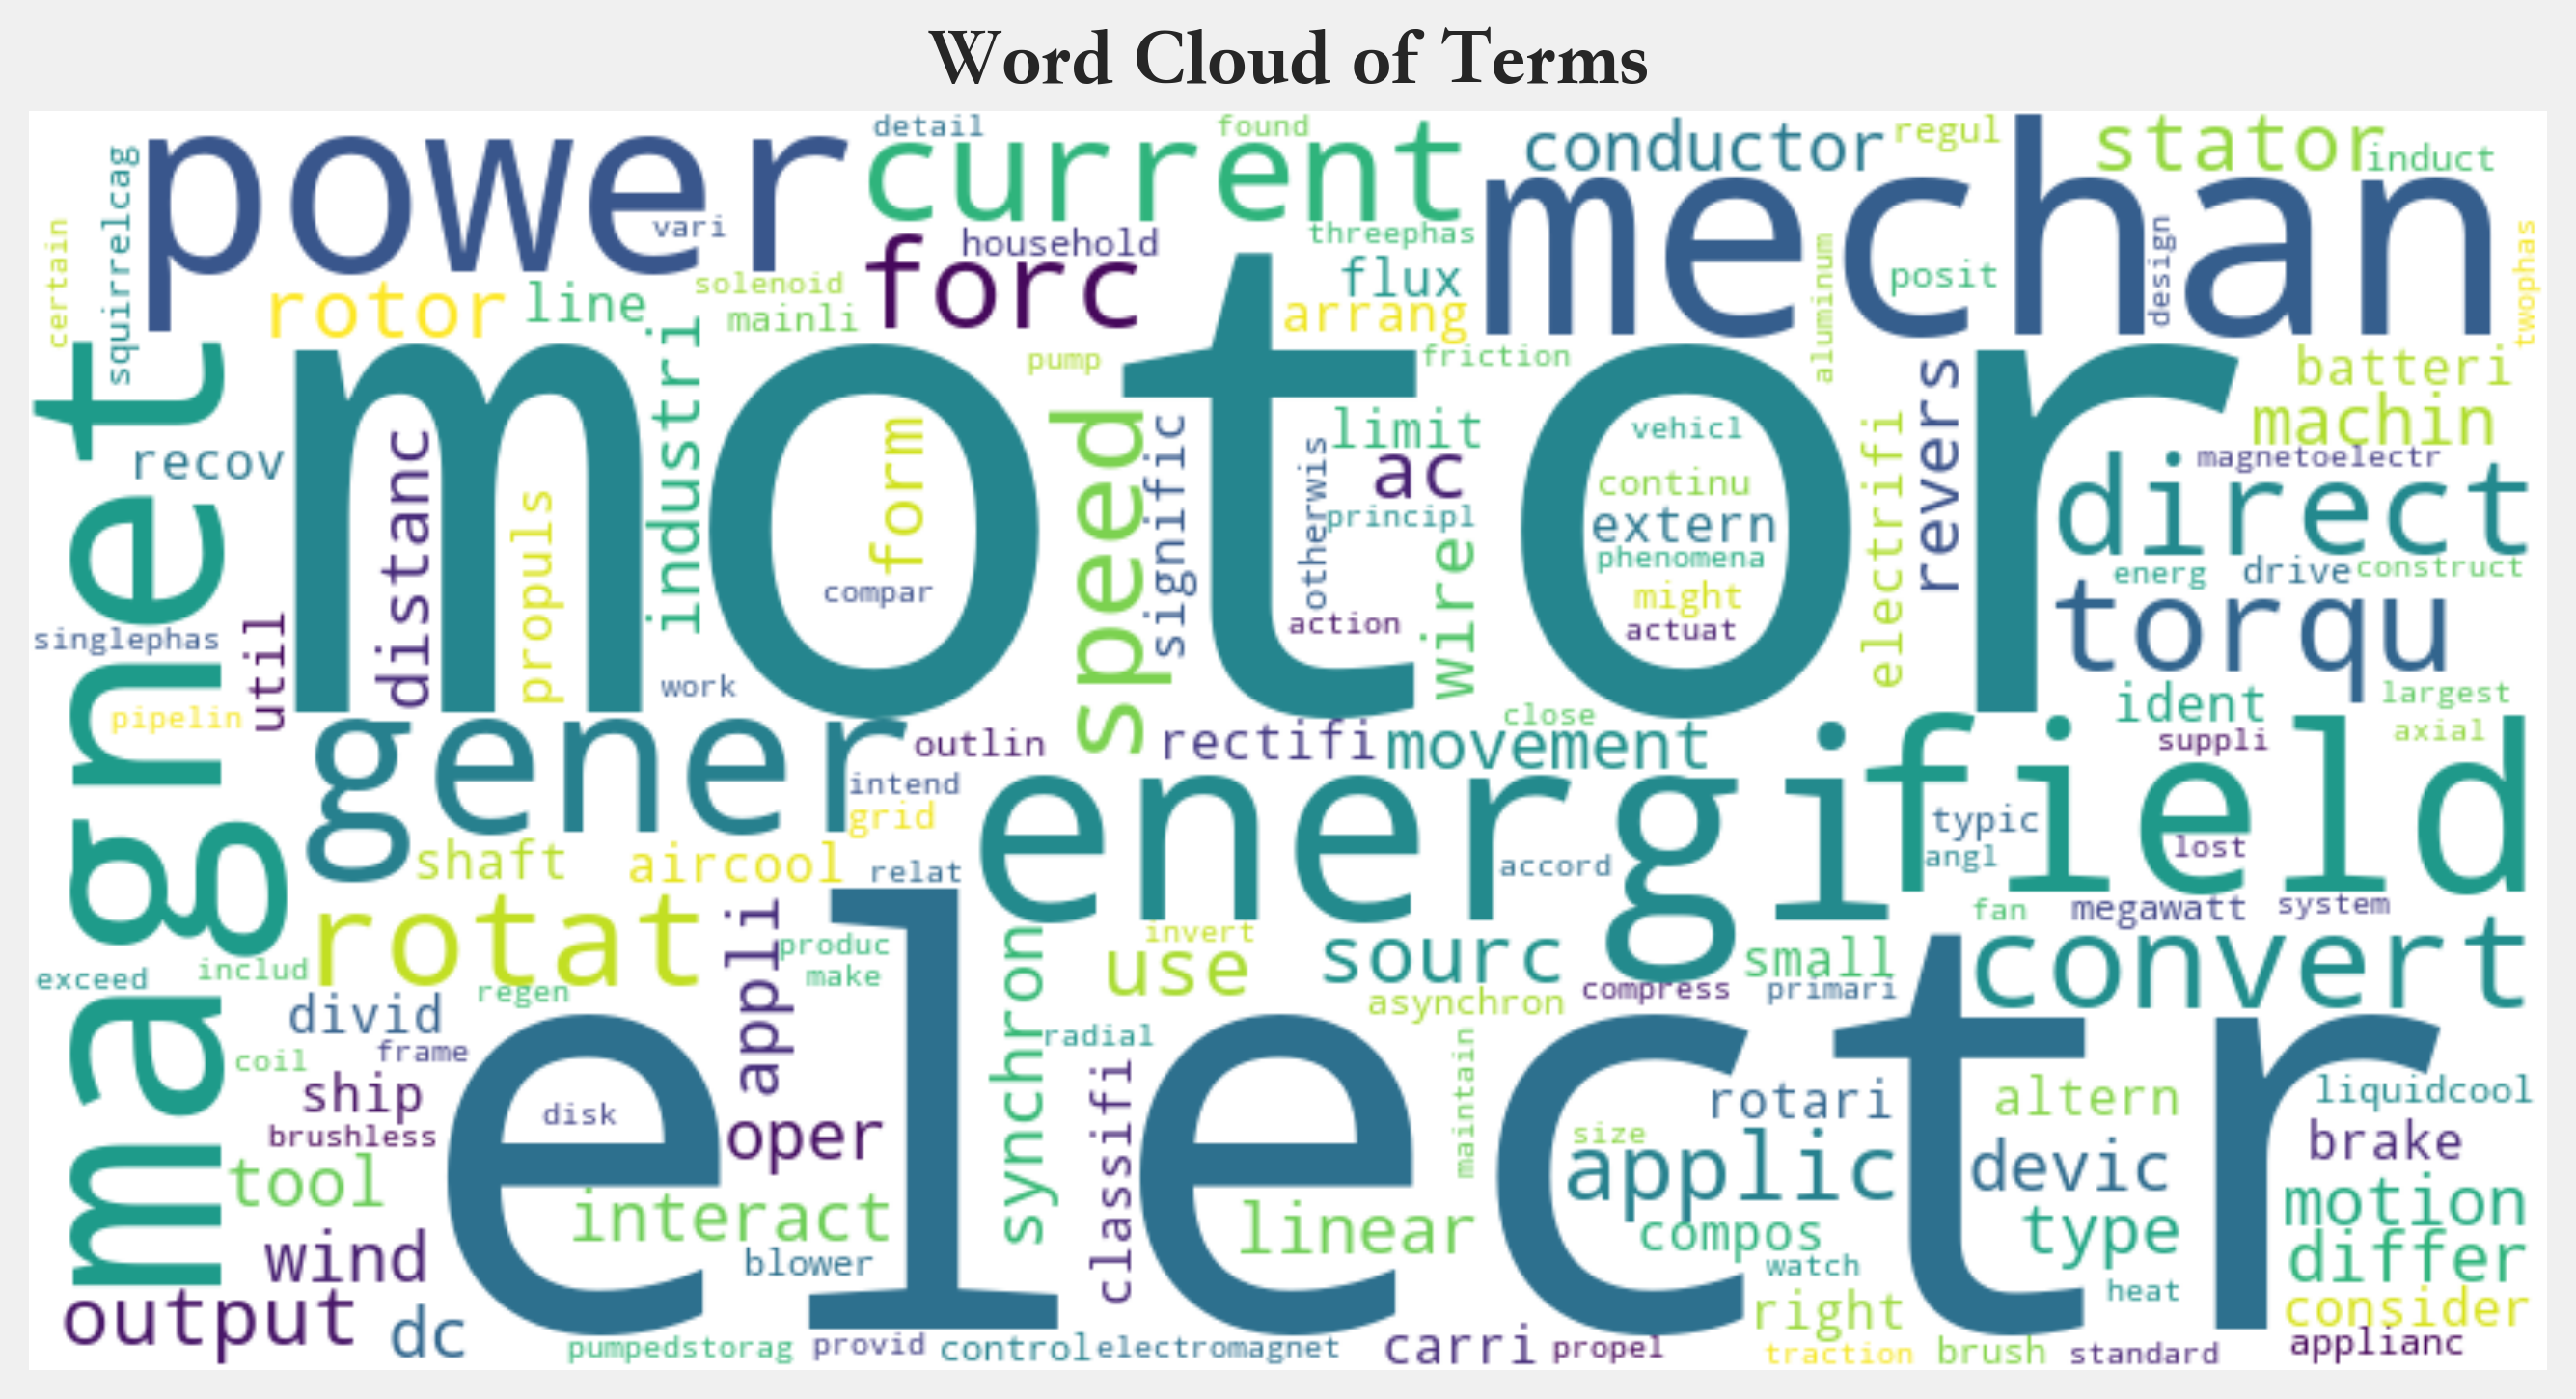 Word Cloud of Terms
detail
found
power
current
conductor
regul
stator
induct
squirrelcag
certain
vari
household
forc
threephas
flux
mechan
posit
design
twophas
aluminum
rotor
line
solenoid
mainli
arrang
pump
friction
batteri
machin
magnet
motor
recov
distanc
propuls
industri
form
compar
speed
signific
otherwis
limit
ac
principl
wire
action
vehicl
continu
extern
phenomena
might
actuat
electrifi
revers
magnetoelectr
direct
energ
drive
construct
torqu
singlephas
util
pipelin
work
gener
outlin
intend
grid
rectifi
close
movement
ident
largest
suppli
axial
energi
field
typic
angl
lost
accord
shaft
aircool
relat
fan
megawatt
system
rotat
appli
produc
make
invert
use
sourc
small
convert
exceed
includ
regen
asynchron
compress
primari
divid
coil
frame
synchron
radial
classifi
maintain
electr
ship
brushless
disk
oper
rotari
altern
liquidcool
size
applic
devic
brake
tool
interact
linear
compos
type
motion
wind
blower
watch
differ
output
dc
right
heat
consider
pumpedstorag
provid
control
electromagnet
carri
propel
traction
brush
standard
applianc